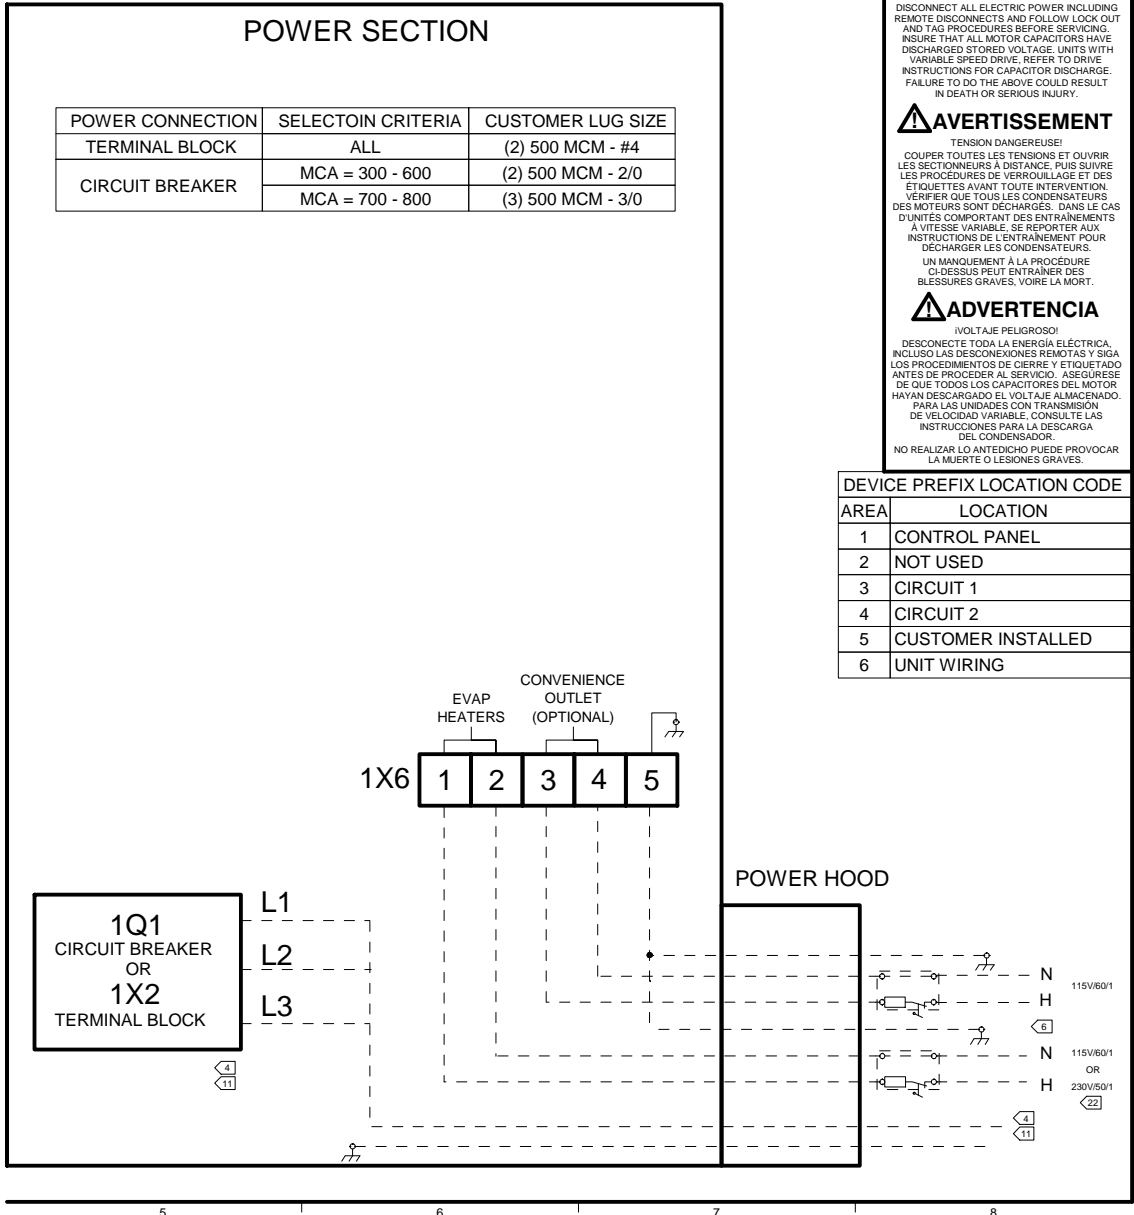 POWER SECTION
POWER CONNECTION SELECTOIN CRITERIA CUSTOMER LUG SIZE
TERMINAL BLOCK ALL (2) 500 MCM - #4
CIRCUIT BREAKER MCA = 300 - 600 (2) 500 MCM - 2/0
MCA = 700 - 800 (3) 500 MCM - 3/0
DISCONNECT ALL ELECTRIC POWER INCLUDING
REMOTE DISCONNECTS AND FOLLOW LOCK OUT
AND TAG PROCEDURES BEFORE SERVICING.
INSURE THAT ALL MOTOR CAPACITORS HAVE
DISCHARGED STORED VOLTAGE. UNITS WITH
VARIABLE SPEED DRIVE, REFER TO DRIVE
INSTRUCTIONS FOR CAPACITOR DISCHARGE.
FAILURE TO DO THE ABOVE COULD RESULT
IN DEATH OR SERIOUS INJURY.
AVERTISSEMENT
TENSION DANGEREUSE!
COUPER TOUTES LES TENSIONS ET OUVRIR
LES SECTIONNEURS À DISTANCE, PUIS SUIVRE
LES PROCÉDURES DE VERROUILLAGE ET DES
ÉTIQUETTES AVANT TOUTE INTERVENTION.
VÉRIFIER QUE TOUS LES CONDENSATEURS
DES MOTEURS SONT DÉCHARGÉS. DANS LE CAS
D'UNITÉS COMPORTANT DES ENTRAÎNEMENTS
À VITESSE VARIABLE, SE REPORTER AUX
INSTRUCTIONS DE L'ENTRAÎNEMENT POUR
DÉCHARGER LES CONDENSATEURS.
UN MANQUEMENT À LA PROCÉDURE
CI-DESSUS PEUT ENTRAÎNER DES
BLESSURES GRAVES, VOIRE LA MORT.
ADVERTENCIA
¡VOLTAJE PELIGROSO!
DESCONECTE TODA LA ENERGÍA ELÉCTRICA,
INCLUSO LAS DESCONEXIONES REMOTAS Y SIGA
LOS PROCEDIMIENTOS DE CIERRE Y ETIQUETADO
ANTES DE PROCEDER AL SERVICIO. ASEGÚRESE
DE QUE TODOS LOS CAPACITORES DEL MOTOR
HAYAN DESCARGADO EL VOLTAJE ALMACENADO.
PARA LAS UNIDADES CON TRANSMISIÓN
DE VELOCIDAD VARIABLE, CONSULTE LAS
INSTRUCCIONES PARA LA DESCARGA
DEL CONDENSADOR.
NO REALIZAR LO ANTEDICHO PUEDE PROVOCAR
LA MUERTE O LESIONES GRAVES.
DEVICE PREFIX LOCATION CODE
AREA LOCATION
1 CONTROL PANEL
2 NOT USED
3 CIRCUIT 1
4 CIRCUIT 2
5 CUSTOMER INSTALLED
6 UNIT WIRING
EVAP
HEATERS
CONVENIENCE
OUTLET
(OPTIONAL)
1X6 1 2 3 4 5
POWER HOOD
1Q1
CIRCUIT BREAKER
OR
1X2
TERMINAL BLOCK
L1
L2
L3
4
11
N
H
115V/60/1
6
N
H
115V/60/1
OR
230V/50/1
22
4
11
5 6 7 8